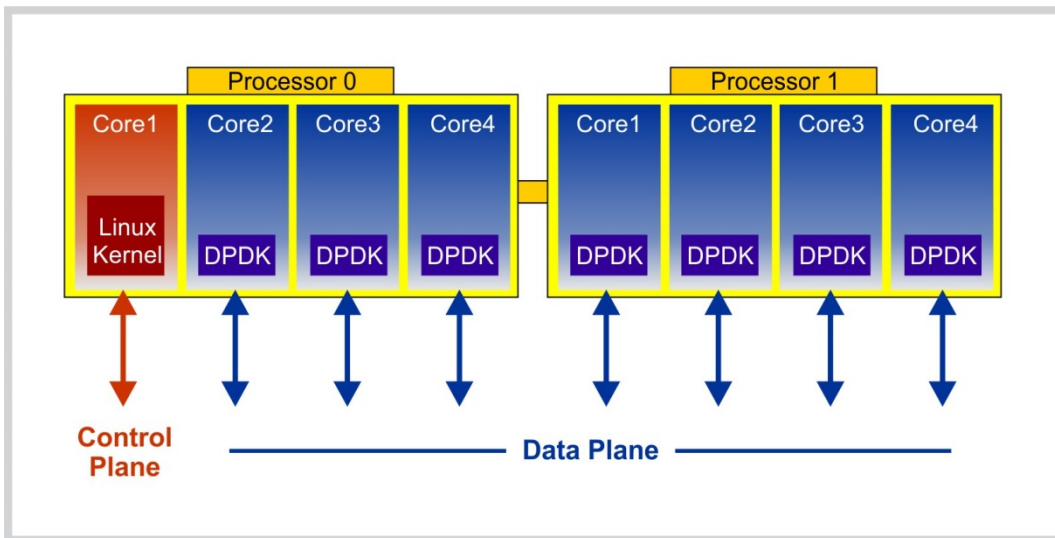 Processor 0
Processor 1
Core1
Core2
Core3
Core4
Core1
Core2
Core3
Core4
Linux
Kernel
DPDK
DPDK
DPDK
DPDK
DPDK
DPDK
DPDK
Control
Plane
Data Plane